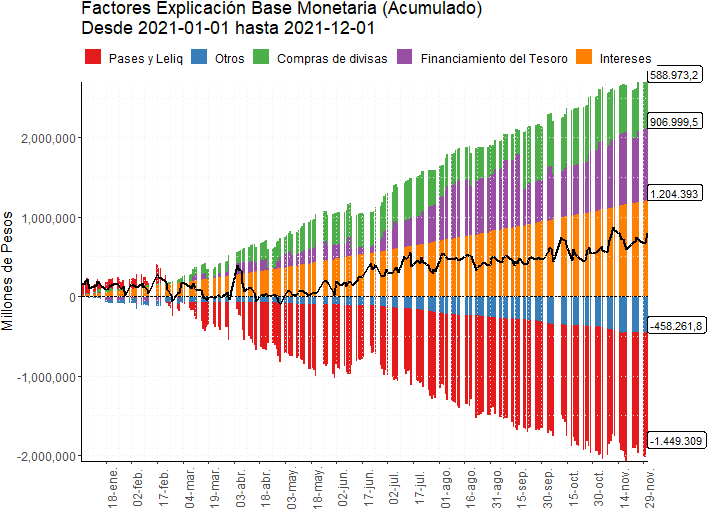 Factores Explicación Base Monetaria (Acumulado)
Desde 2021-01-01 hasta 2021-12-01
Pases y Leliq Otros Compras de divisas Financiamiento del Tesoro Intereses
588.973,2
906.999,5
1.204.393
-458.261,8
-1.449.309
Millones de Pesos
2,000,000
1,000,000
0
-1,000,000
-2,000,000
18-ene. 02-feb. 17-feb. 03-abr. 18-abr. 03-may. 18-may. 02-jun. 17-jun. 02-jul. 17-jul. 01-ago. 16-ago. 31-ago. 15-sep. 30-sep. 15-oct. 30-oct. 14-nov. 29-nov.